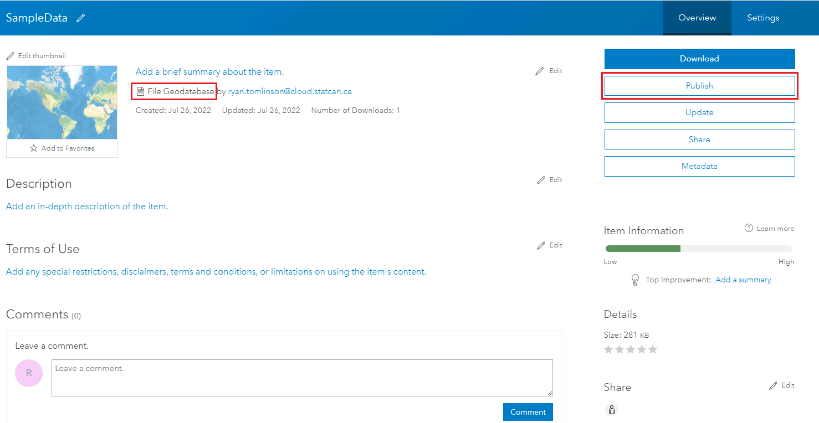 SampleData
Overview
Settings
Edit thumbnail
Add a brief summary about the item.
Edit
File Geodatabase by ryan.tomlinson@cloud.statcan.ca
Created: Jul 26, 2022 Updated: Jul 26, 2022 Number of Downloads: 1
Add to Favorites
Download
Publish
Update
Share
Metadata
Description
Edit
Add an in-depth description of the item.
Terms of Use
Edit
Add any special restrictions, disclaimers, terms and conditions, or limitations on using the item's content.
Item Information
Learn more
Low
High
Top Improvement: Add a summary
Details
Size: 281 KB
Share
Edit
Comments (0)
Leave a comment.
R
Leave a comment.
Comment